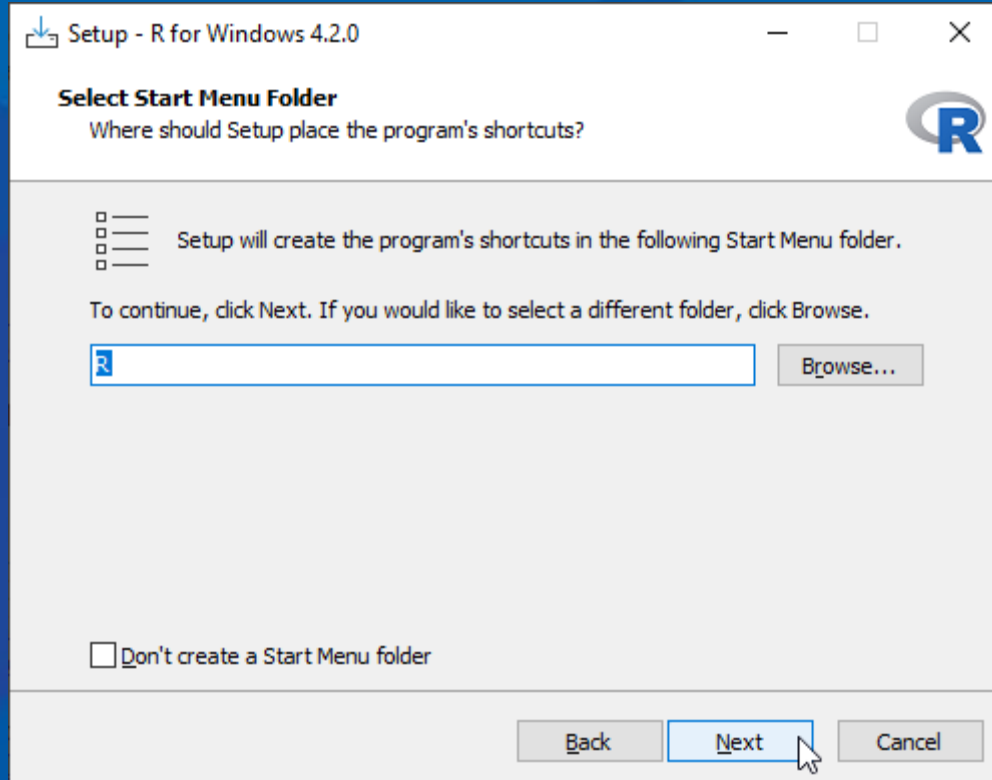 Setup - R for Windows 4.2.0
Select Start Menu Folder
Where should Setup place the program's shortcuts?
R
Setup will create the program's shortcuts in the following Start Menu folder.
To continue, click Next. If you would like to select a different folder, click Browse.
R Browse...
Don't create a Start Menu folder
Back Next Cancel